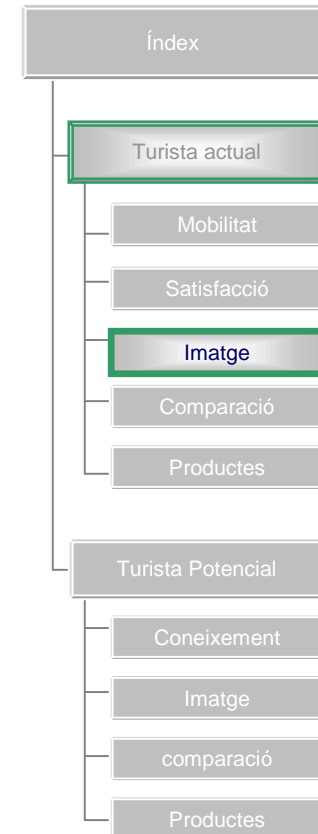 Índex
Turista actual
Mobilitat
Satisfacció
Imatge
Comparació
Productes
Turista Potencial
Coneixement
Imatge
comparació
Productes